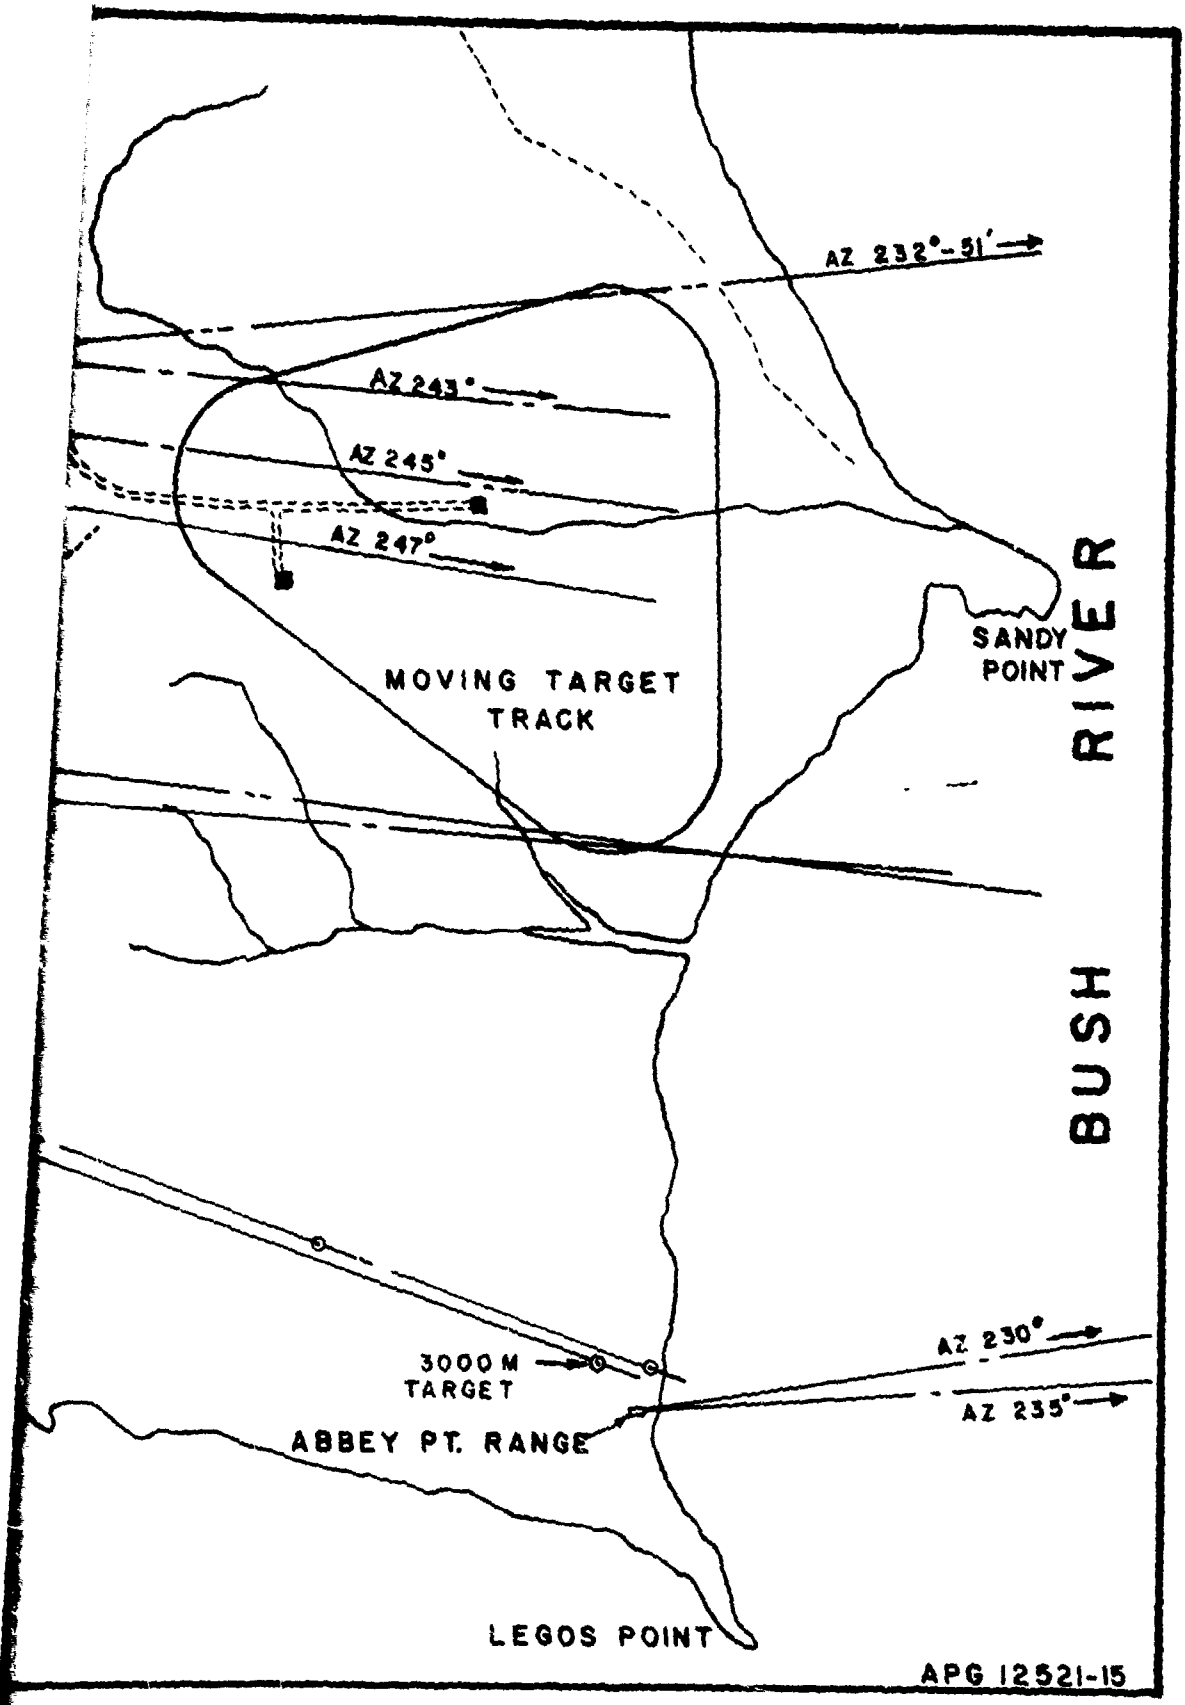 AZ 232°-51'
AZ 243°
AZ 245°
AZ 247°
SANDY
POINT
MOVING TARGET
TRACK
BUSH RIVER
AZ 230°
3000 M
TARGET
AZ 235°
ABBEY PT. RANGE
LEGOS POINT
APG 12521-15